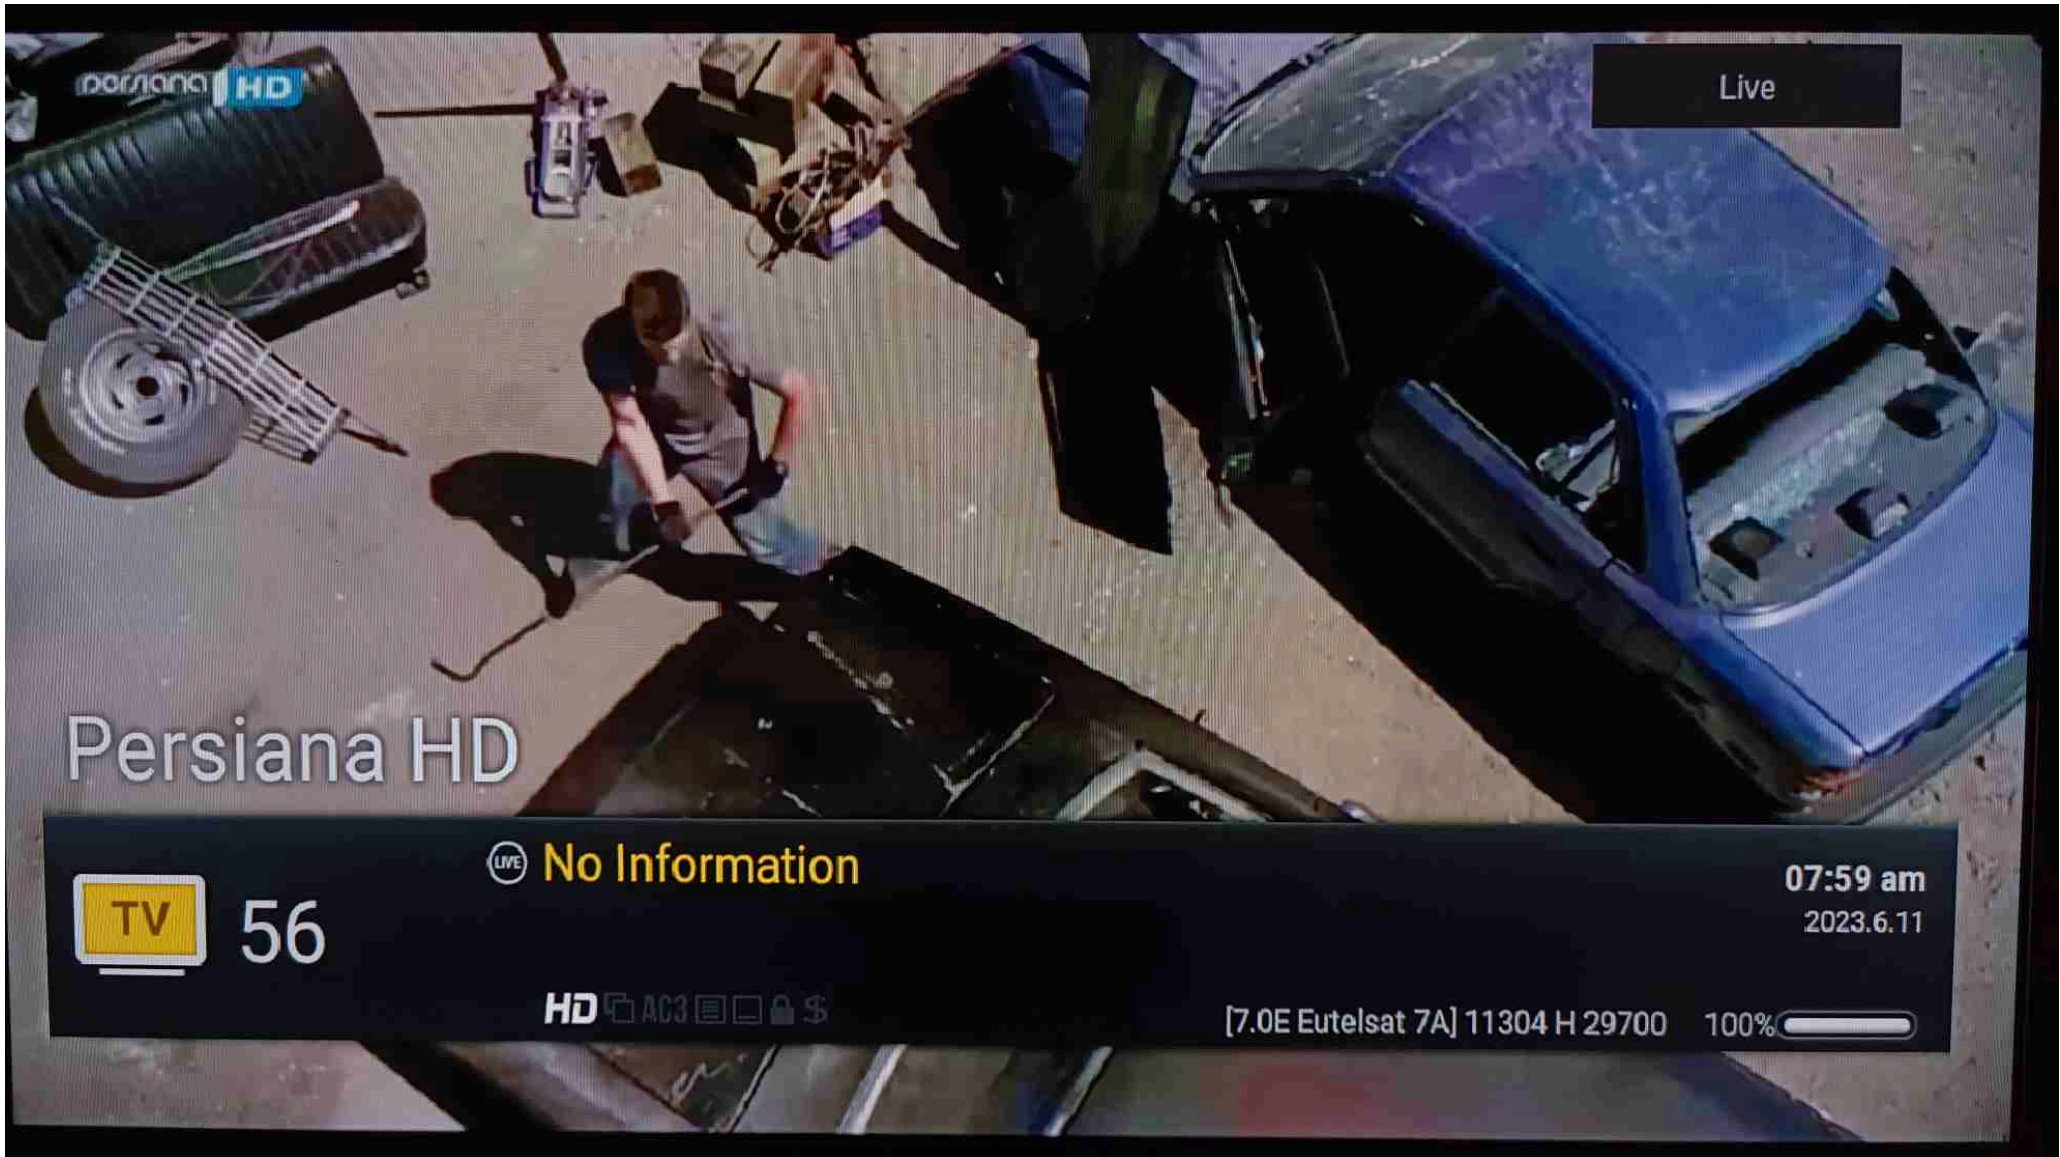 persiana HD
Live
Persiana HD
LIVE No Information
TV 56
07:59 am
2023.6.11
HD AC3 $
[7.0E Eutelsat 7A] 11304 H 29700 100%